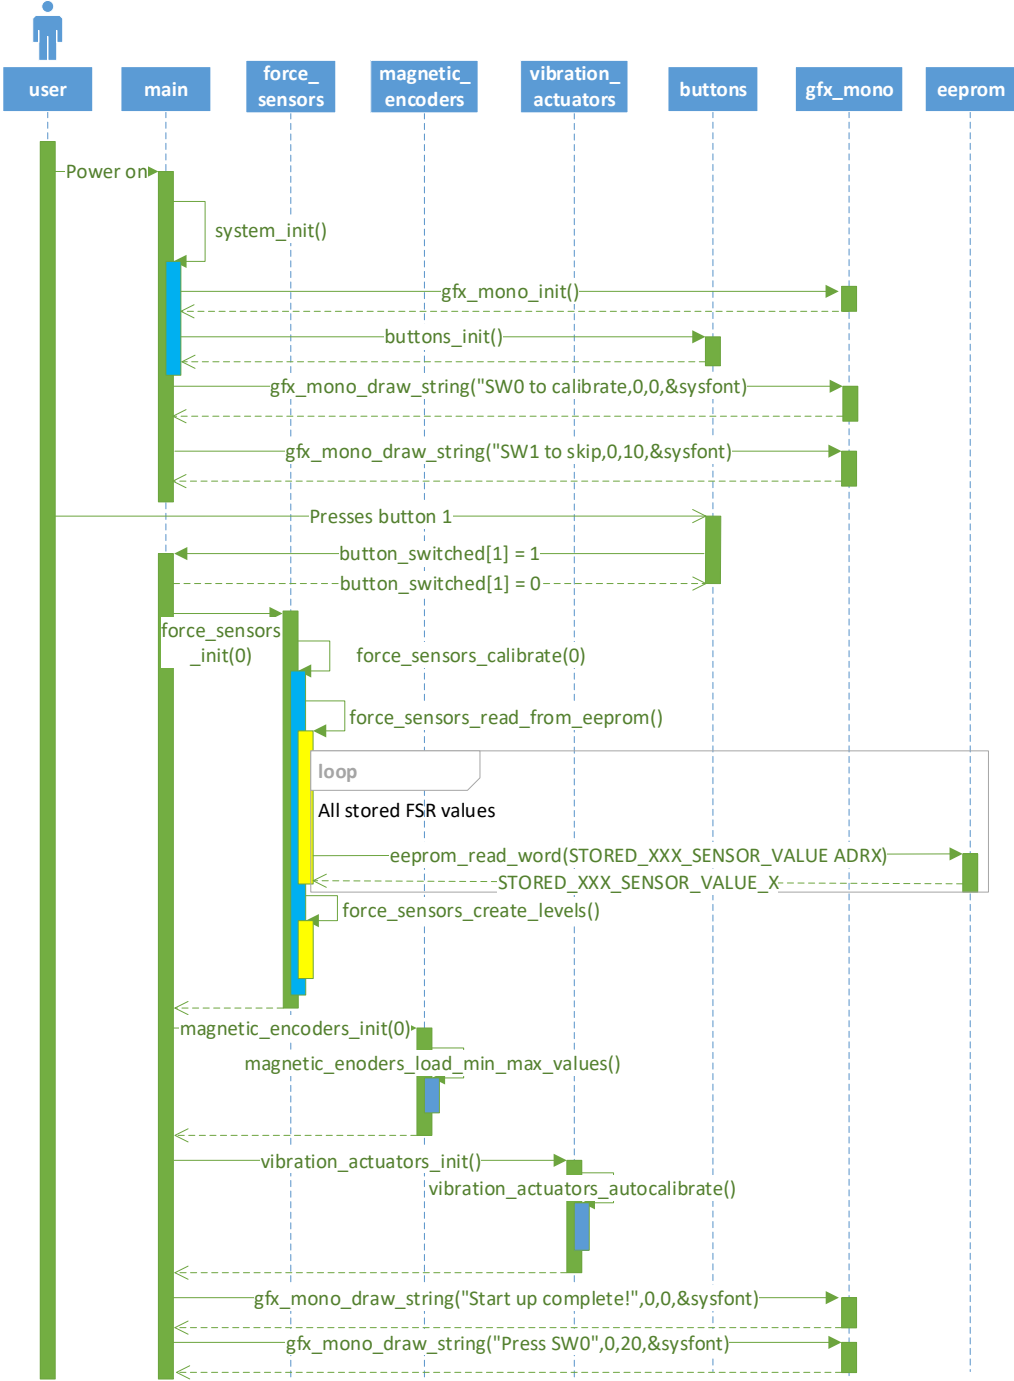 user
main
force_
sensors
magnetic_
encoders
vibration_
actuators
buttons
gfx_mono
eeprom
Power on
system_init()
gfx_mono_init()
buttons_init()
gfx_mono_draw_string("SW0 to calibrate,0,0,&sysfont)
gfx_mono_draw_string("SW1 to skip,0,10,&sysfont)
Presses button 1
button_switched[1] = 1
button_switched[1] = 0
force_sensors
_init(0)
force_sensors_calibrate(0)
force_sensors_read_from_eeprom()
loop
All stored FSR values
eeprom_read_word(STORED_XXX_SENSOR_VALUE ADRX)
STORED_XXX_SENSOR_VALUE_X
force_sensors_create_levels()
magnetic_encoders_init(0)
magnetic_enoders_load_min_max_values()
vibration_actuators_init()
vibration_actuators_autocalibrate()
gfx_mono_draw_string("Start up complete!",0,0,&sysfont)
gfx_mono_draw_string("Press SW0",0,20,&sysfont)